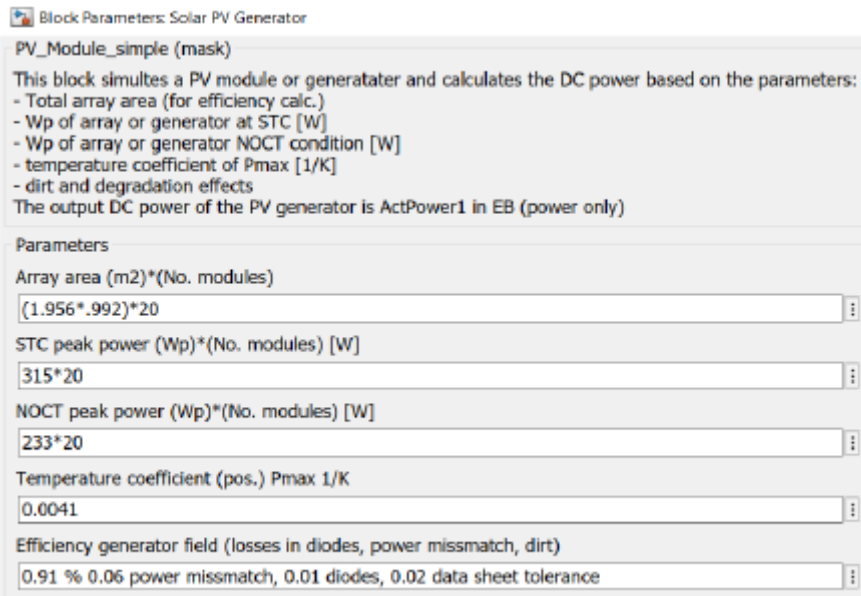 Block Parameters: Solar PV Generator
PV_Module_simple (mask)
This block simultes a PV module or generatater and calculates the DC power based on the parameters:
- Total array area (for efficiency calc.)
- Wp of array or generator at STC [W]
- Wp of array or generator NOCT condition [W]
- temperature coefficient of Pmax [1/K]
- dirt and degradation effects
The output DC power of the PV generator is ActPower1 in EB (power only)
Parameters
Array area (m2)*(No. modules)
(1.956*.992)*20
STC peak power (Wp)*(No. modules) [W]
315*20
NOCT peak power (Wp)*(No. modules) [W]
233*20
Temperature coefficient (pos.) Pmax 1/K
0.0041
Efficiency generator field (losses in diodes, power missmatch, dirt)
0.91 % 0.06 power missmatch, 0.01 diodes, 0.02 data sheet tolerance